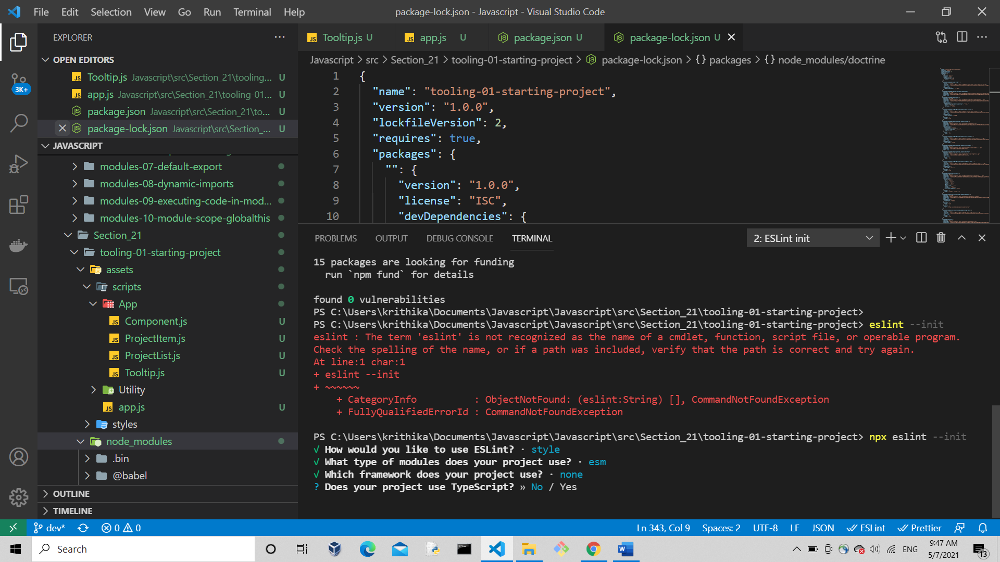 File Edit Selection View Go Run Terminal Help
package-lock.json - Javascript - Visual Studio Code
EXPLORER
OPEN EDITORS
Tooltip.js Javascript\src\Section_21\tooling... U
app.js Javascript\src\Section_21\tooling-01... U
package.json Javascript\src\Section_21\to... U
package-lock.json Javascript\src\Section_... U
3K+
JAVASCRIPT
modules-07-default-export
modules-08-dynamic-imports
modules-09-executing-code-in-mod...
modules-10-module-scope-globalthis
Section_21
tooling-01-starting-project
assets
scripts
App
Component.js U
ProjectItem.js U
ProjectList.js U
Tooltip.js U
Utility
app.js U
styles
node_modules
.bin
@babel
OUTLINE
TIMELINE
Tooltip.js U app.js U package.json U package-lock.json U
Javascript > src > Section_21 > tooling-01-starting-project > package-lock.json > {} packages > {} node_modules/doctrine
1 {
2 "name": "tooling-01-starting-project",
3 "version": "1.0.0",
4 "lockfileVersion": 2,
5 "requires": true,
6 "packages": {
7 "": {
8 "version": "1.0.0",
9 "license": "ISC",
10 "devDependencies": {
PROBLEMS OUTPUT DEBUG CONSOLE TERMINAL 2: ESLint init
15 packages are looking for funding
run `npm fund` for details
found 0 vulnerabilities
PS C:\Users\krithika\Documents\Javascript\Javascript\src\Section_21\tooling-01-starting-project>
PS C:\Users\krithika\Documents\Javascript\Javascript\src\Section_21\tooling-01-starting-project> eslint --init
eslint : The term 'eslint' is not recognized as the name of a cmdlet, function, script file, or operable program.
Check the spelling of the name, or if a path was included, verify that the path is correct and try again.
At line:1 char:1
+ eslint --init
+ ~~~~~~
+ CategoryInfo : ObjectNotFound: (eslint:String) [], CommandNotFoundException
+ FullyQualifiedErrorId : CommandNotFoundException
PS C:\Users\krithika\Documents\Javascript\Javascript\src\Section_21\tooling-01-starting-project> npx eslint --init
√ How would you like to use ESLint? · style
√ What type of modules does your project use? · esm
√ Which framework does your project use? · none
? Does your project use TypeScript? » No / Yes
dev* 0 0 Ln 343, Col 9 Spaces: 2 UTF-8 LF JSON ESLint Prettier
Search
ENG
9:47 AM
5/7/2021
13